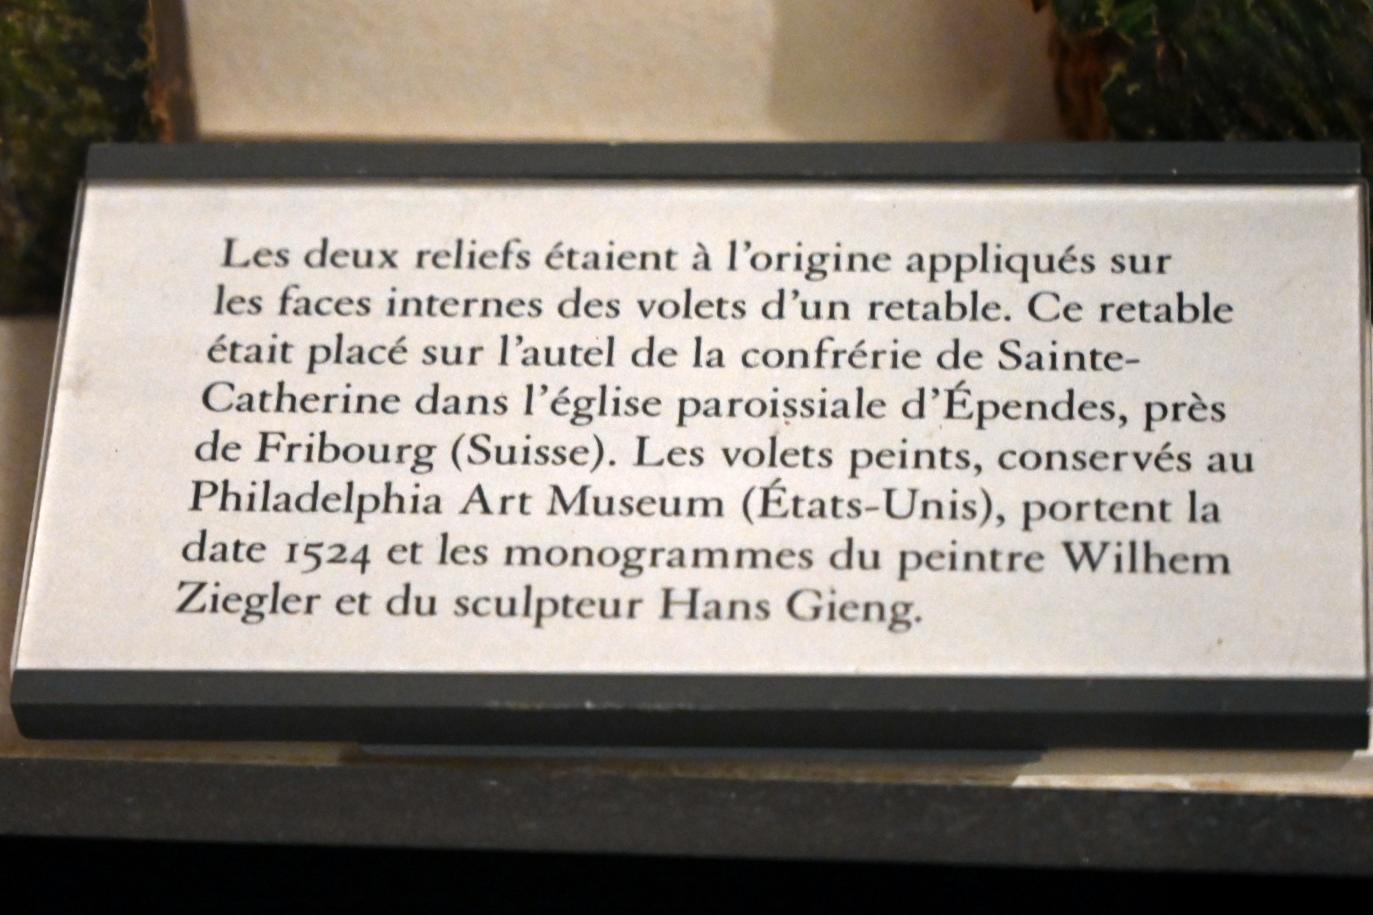 Les deux reliefs étaient à l'origine appliqués sur
les faces internes des volets d'un retable. Ce retable
était placé sur l'autel de la confrérie de Sainte-
Catherine dans l'église paroissiale d'Épendes, près
de Fribourg (Suisse). Les volets peints, conservés au
Philadelphia Art Museum (États-Unis), portent la
date 1524 et les monogrammes du peintre Wilhem
Ziegler et du sculpteur Hans Gieng.